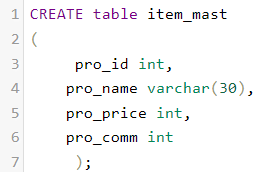 1 CREATE table item_mast
2 (
3 pro_id int,
4 pro_name varchar(30),
5 pro_price int,
6 pro_comm int
7 );